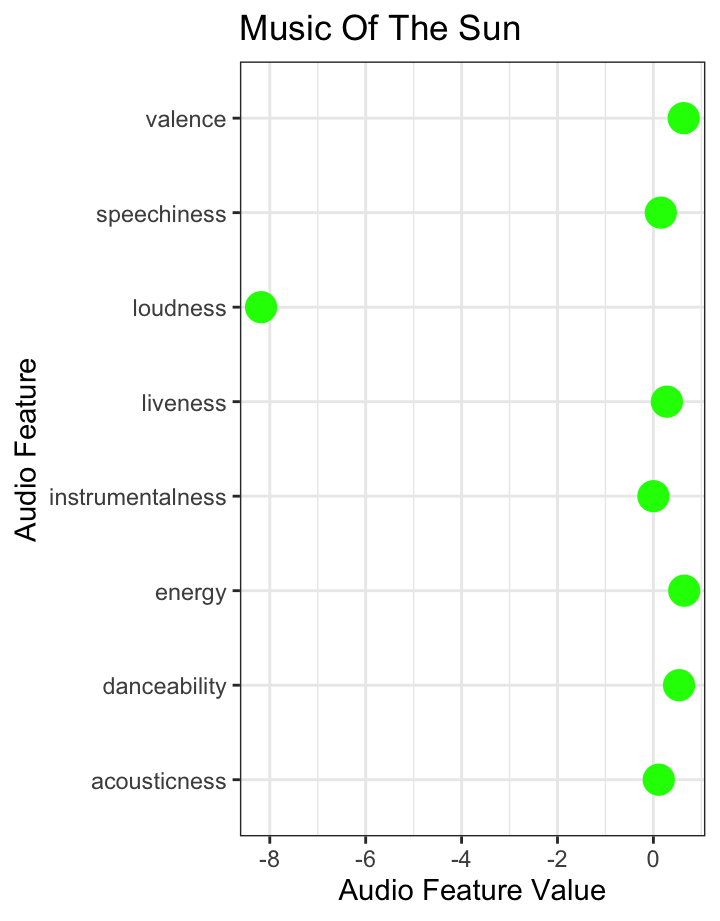 Music Of The Sun
valence
speechiness
loudness
liveness
instrumentalness
energy
danceability
acousticness
Audio Feature
-8 -6 -4 -2 0
Audio Feature Value